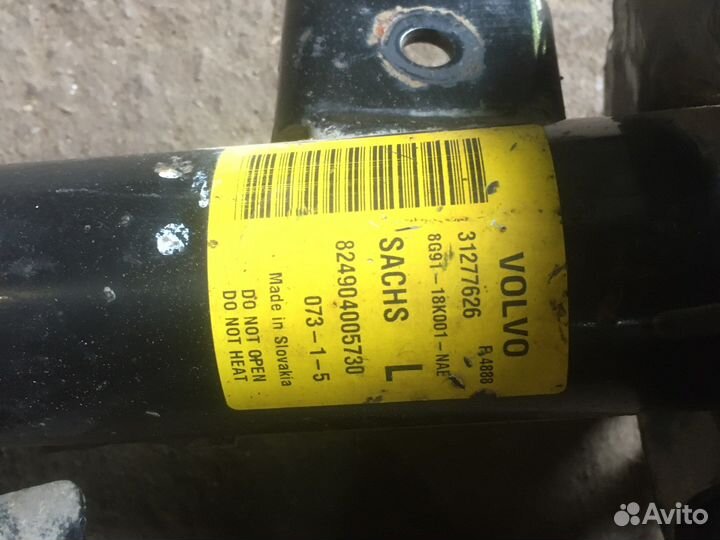 VOLVO
31277626 P.4888
8G91-18K001-NAE
SACHS L
824904005730
073-1-5
Made in Slovakia
DO NOT OPEN
DO NOT HEAT
Avito